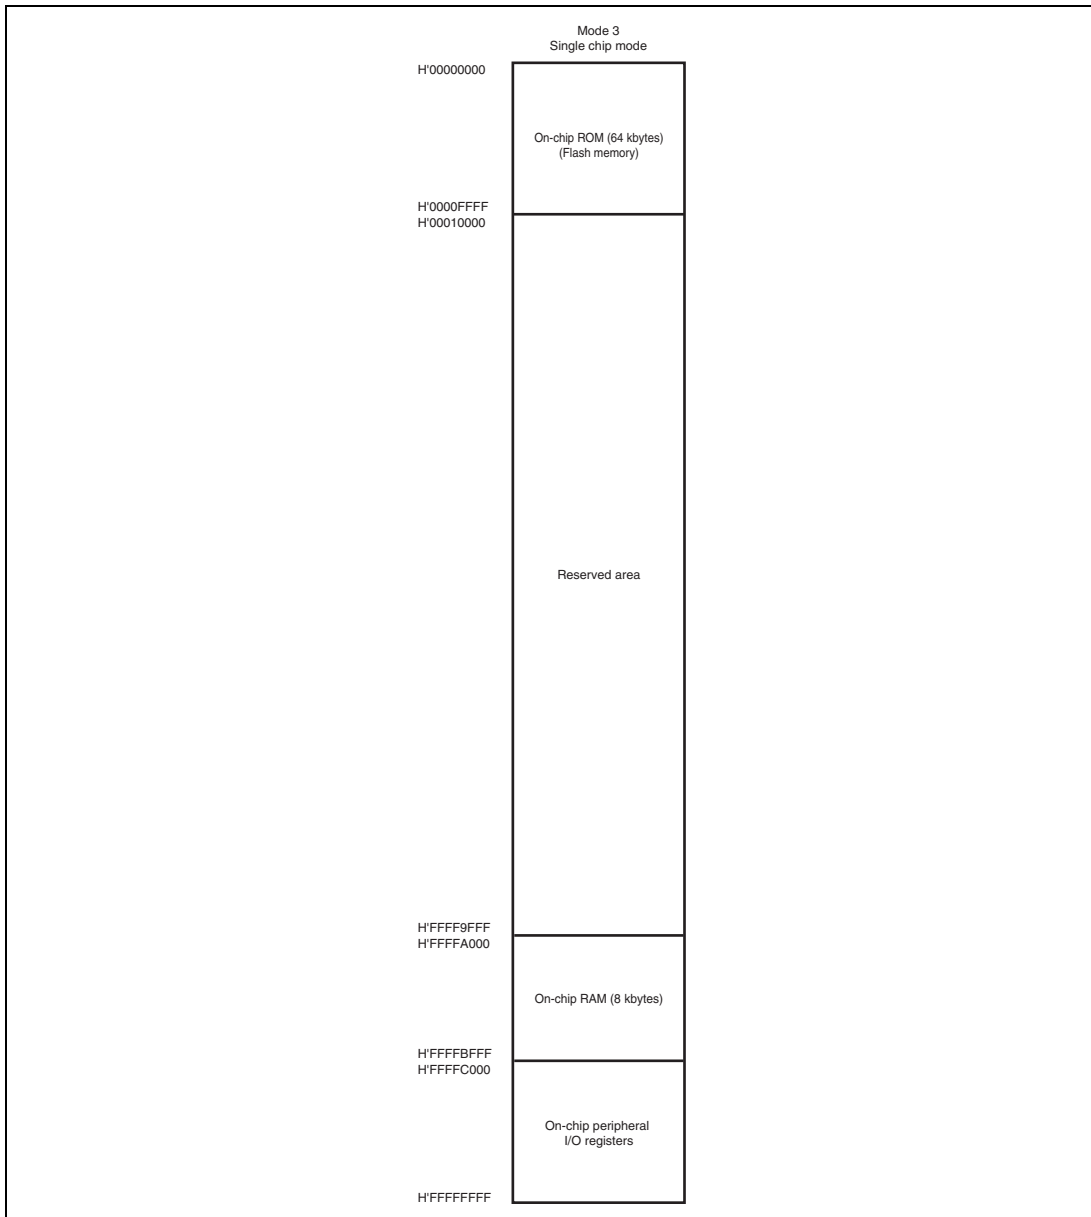 Mode 3
Single chip mode
H'00000000
On-chip ROM (64 kbytes)
(Flash memory)
H'0000FFFF
H'00010000
Reserved area
H'FFFF9FFF
H'FFFFA000
On-chip RAM (8 kbytes)
H'FFFFBFFF
H'FFFFC000
On-chip peripheral
I/O registers
H'FFFFFFFF